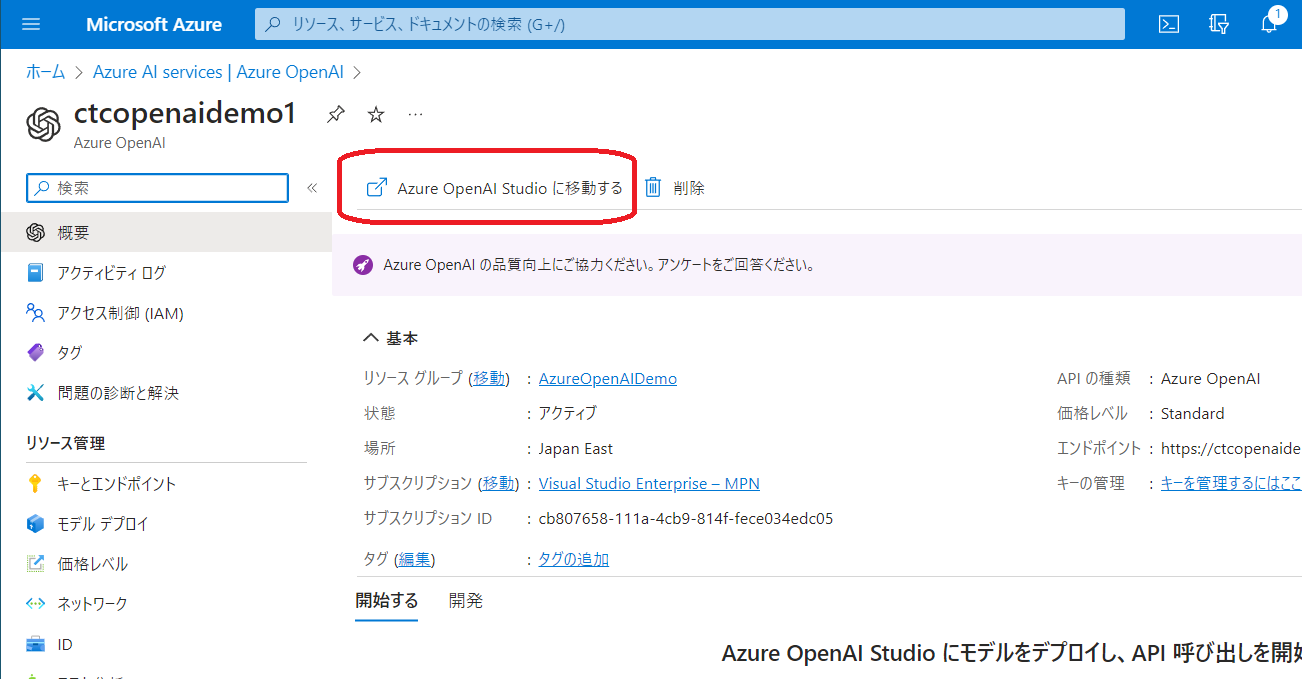 Microsoft Azure
リソース、サービス、ドキュメントの検索 (G+/)
1
ホーム > Azure AI services | Azure OpenAI >
ctcopenaidemo1 ...
Azure OpenAI
検索 «
Azure OpenAI Studio に移動する 削除
概要
Azure OpenAI の品質向上にご協力ください。アンケートをご回答ください。
アクティビティ ログ
アクセス制御 (IAM)
タグ
問題の診断と解決
リソース管理
キーとエンドポイント
モデル デプロイ
価格レベル
ネットワーク
ID
基本
リソース グループ (移動) : AzureOpenAIDemo
状態 : アクティブ
場所 : Japan East
サブスクリプション (移動) : Visual Studio Enterprise – MPN
サブスクリプション ID : cb807658-111a-4cb9-814f-fece034edc05
タグ (編集) : タグの追加
API の種類 : Azure OpenAI
価格レベル : Standard
エンドポイント : https://ctcopenaide
キーの管理 : キーを管理するにはここ
開始する 開発
Azure OpenAI Studio にモデルをデプロイし、API 呼び出しを開始